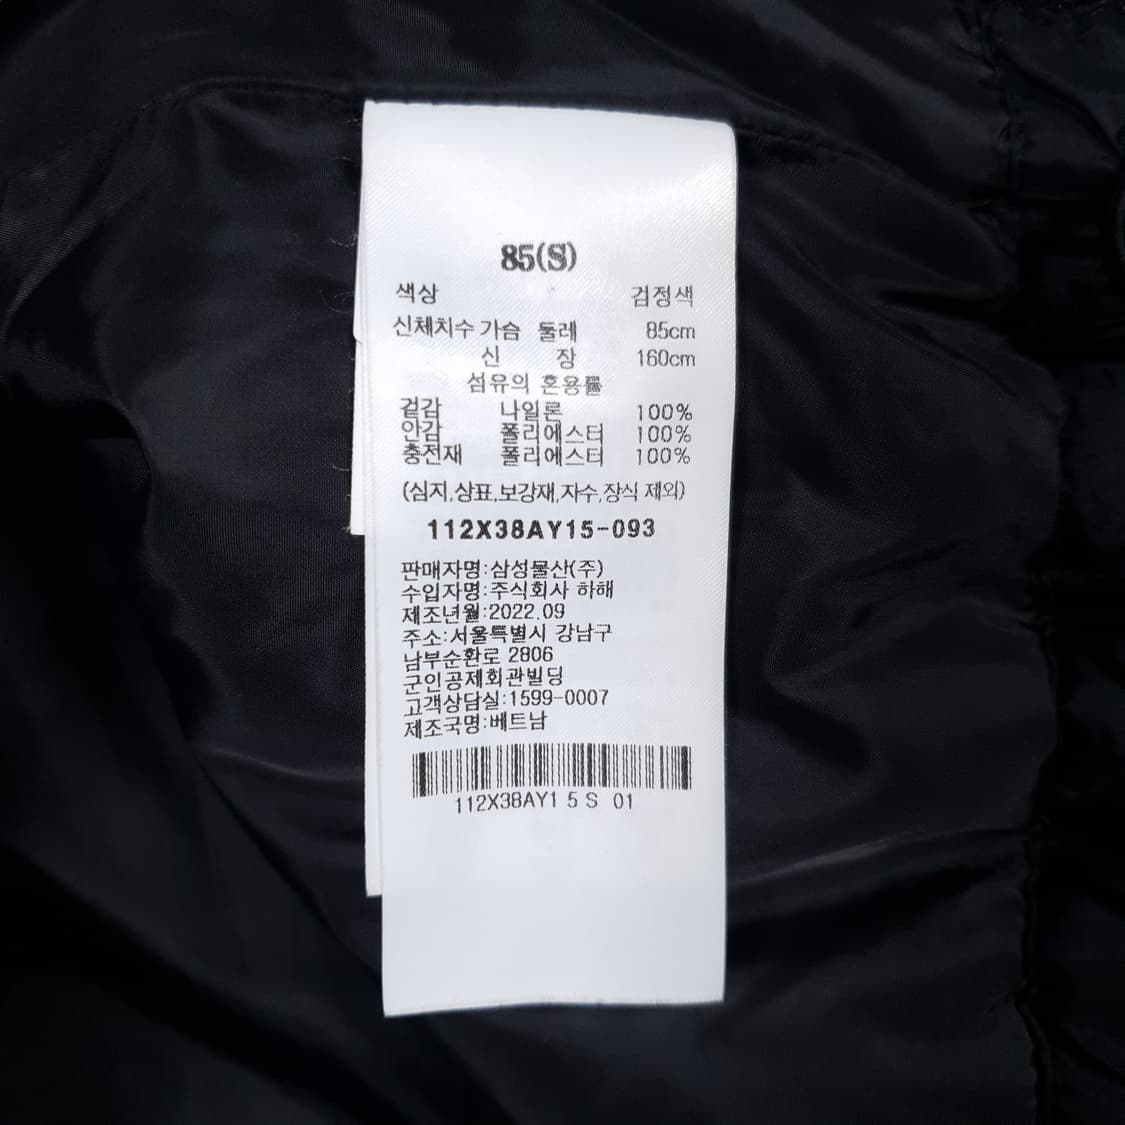 85(S)
색상 검정색
신체치수 가슴 둘레 85cm
신 장 160cm
섬유의 혼용률
겉감 나일론 100%
안감 폴리에스터 100%
충전재 폴리에스터 100%
(심지,상표,보강재,자수,장식 제외)
112X38AY15-093
판매자명:삼성물산(주)
수입자명:주식회사 하해
제조년월:2022.09
주소:서울특별시 강남구
남부순환로 2806
군인공제회관빌딩
고객상담실:1599-0007
제조국명:베트남
112X38AY1 5 S 01